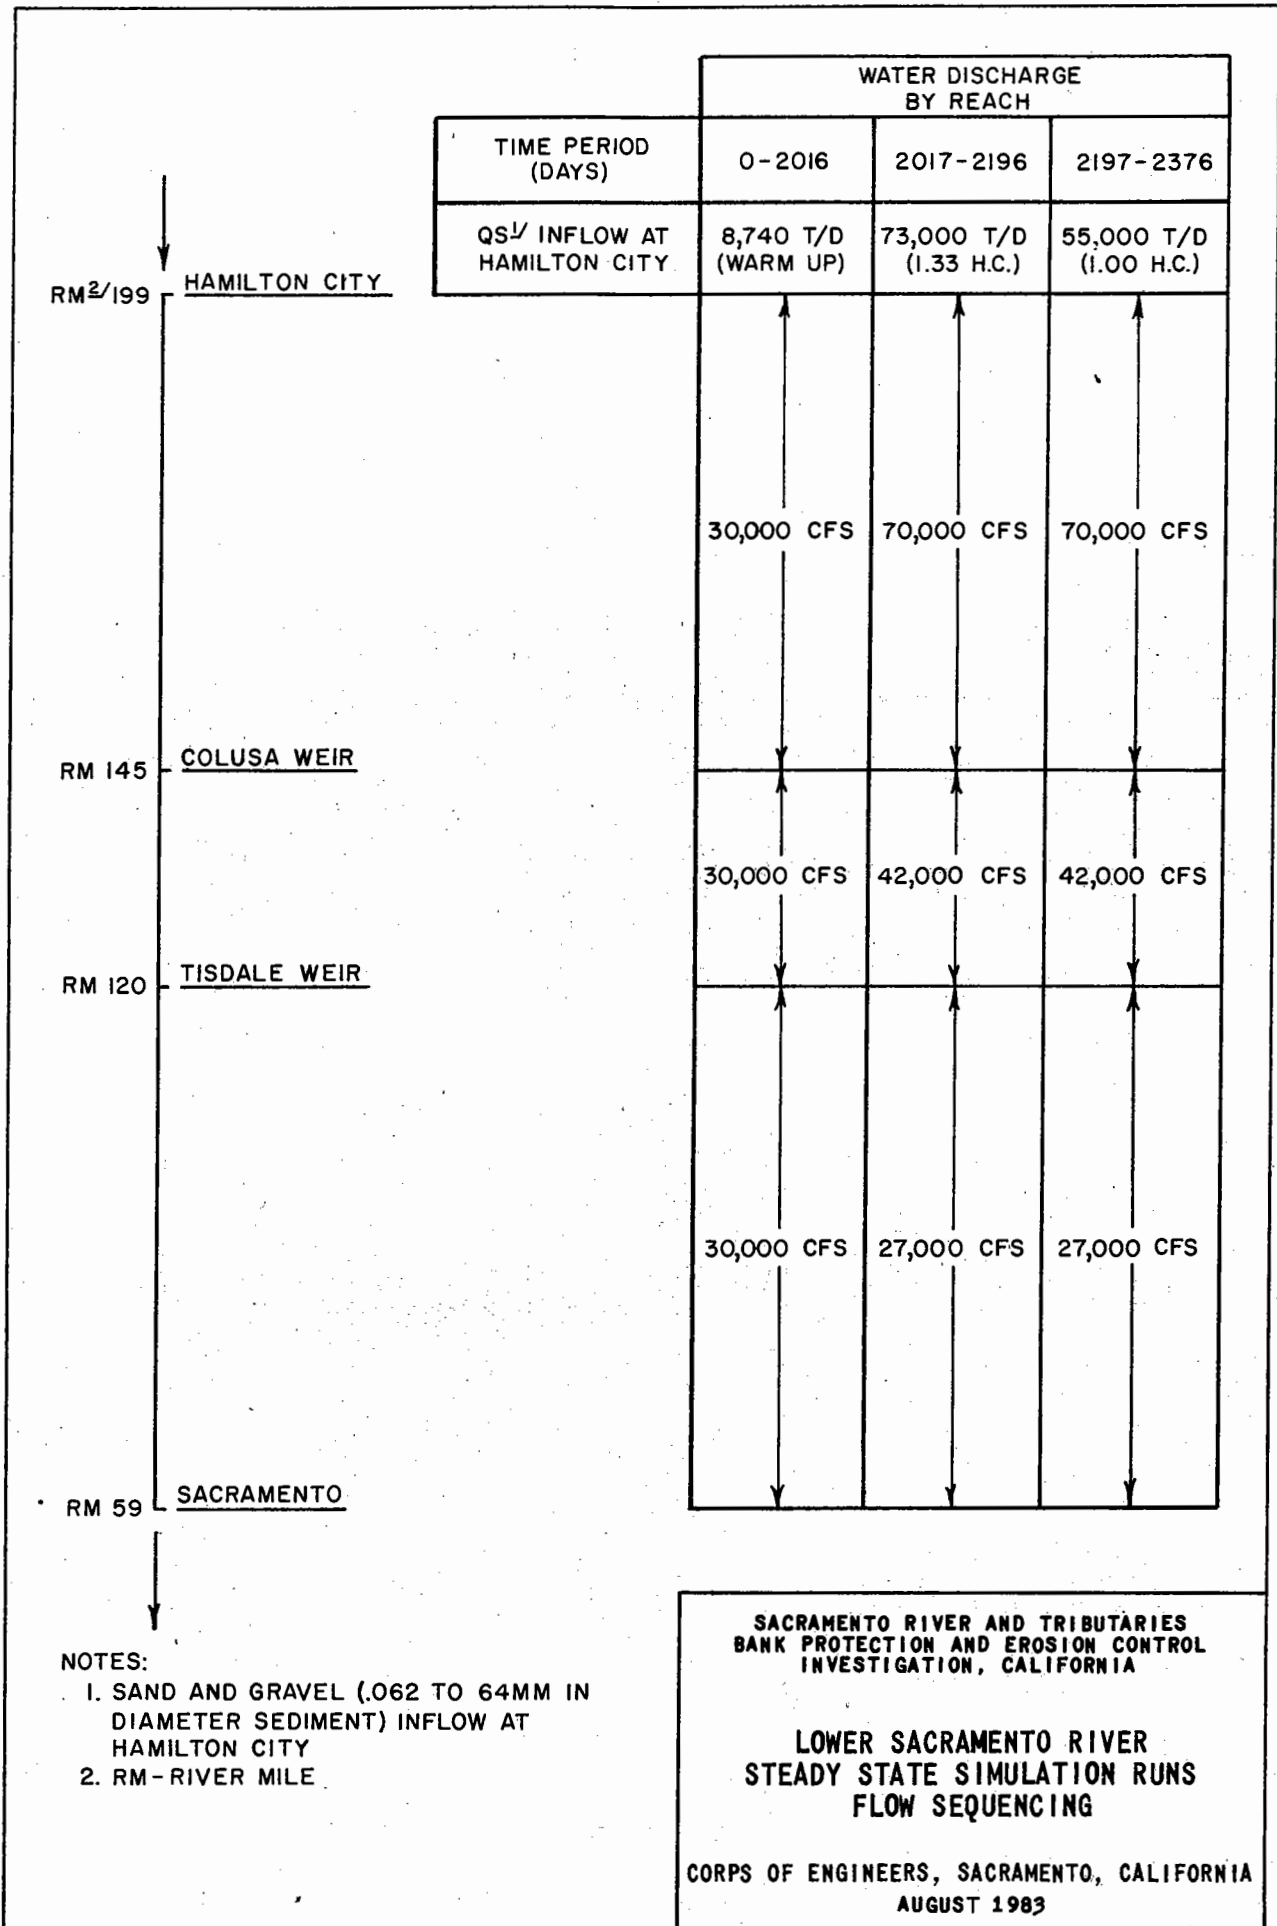 WATER DISCHARGE
BY REACH
TIME PERIOD
(DAYS)
0-2016
2017-2196
2197-2376
QS1/ INFLOW AT
HAMILTON CITY
8,740 T/D
(WARM UP)
73,000 T/D
(1.33 H.C.)
55,000 T/D
(1.00 H.C.)
RM2/199
HAMILTON CITY
30,000 CFS
70,000 CFS
70,000 CFS
RM 145
COLUSA WEIR
30,000 CFS
42,000 CFS
42,000 CFS
RM 120
TISDALE WEIR
30,000 CFS
27,000 CFS
27,000 CFS
RM 59
SACRAMENTO
NOTES:
1. SAND AND GRAVEL (.062 TO 64MM IN
DIAMETER SEDIMENT) INFLOW AT
HAMILTON CITY
2. RM-RIVER MILE
SACRAMENTO RIVER AND TRIBUTARIES
BANK PROTECTION AND EROSION CONTROL
INVESTIGATION, CALIFORNIA
LOWER SACRAMENTO RIVER
STEADY STATE SIMULATION RUNS
FLOW SEQUENCING
CORPS OF ENGINEERS, SACRAMENTO, CALIFORNIA
AUGUST 1983